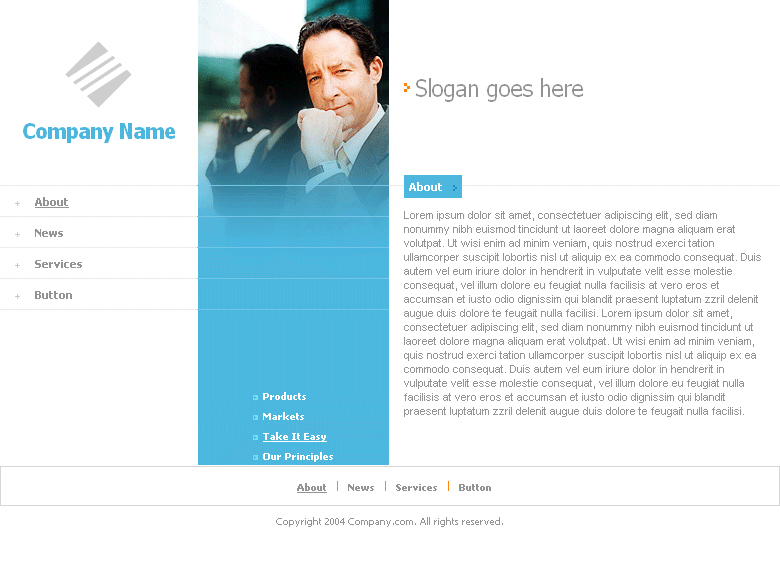 Company Name
Slogan goes here
About
News
Services
Button
About
Lorem ipsum dolor sit amet, consectetuer adipiscing elit, sed diam
nonummy nibh euismod tincidunt ut laoreet dolore magna aliquam erat
volutpat. Ut wisi enim ad minim veniam, quis nostrud exerci tation
ullamcorper suscipit lobortis nisl ut aliquip ex ea commodo consequat. Duis
autem vel eum iriure dolor in hendrerit in vulputate velit esse molestie
consequat, vel illum dolore eu feugiat nulla facilisis at vero eros et
accumsan et iusto odio dignissim qui blandit praesent luptatum zzril delenit
augue duis dolore te feugait nulla facilisi. Lorem ipsum dolor sit amet,
consectetuer adipiscing elit, sed diam nonummy nibh euismod tincidunt ut
laoreet dolore magna aliquam erat volutpat. Ut wisi enim ad minim veniam,
quis nostrud exerci tation ullamcorper suscipit lobortis nisl ut aliquip ex ea
commodo consequat. Duis autem vel eum iriure dolor in hendrerit in
vulputate velit esse molestie consequat, vel illum dolore eu feugiat nulla
facilisis at vero eros et accumsan et iusto odio dignissim qui blandit
praesent luptatum zzril delenit augue duis dolore te feugait nulla facilisi.
Products
Markets
Take It Easy
Our Principles
About | News | Services | Button
Copyright 2004 Company.com. All rights reserved.